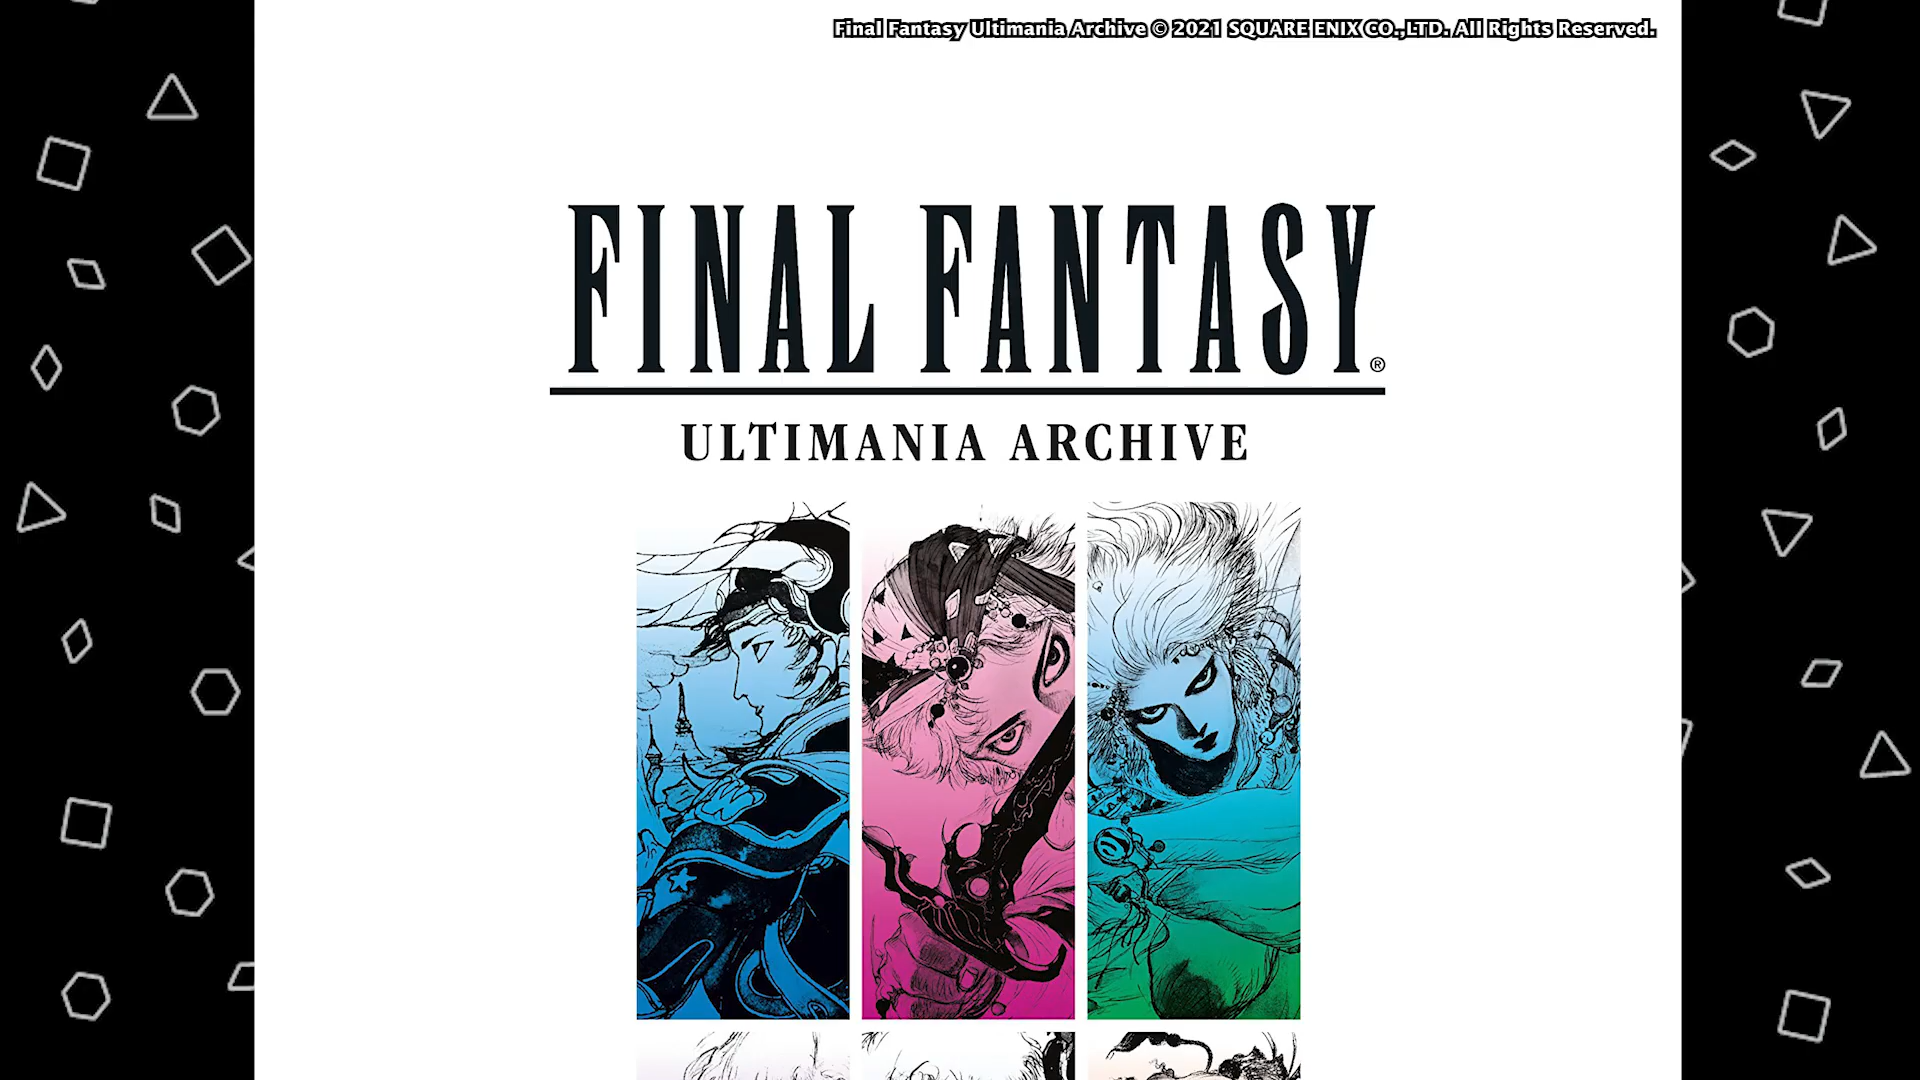 Final Fantasy Ultimania Archive © 2021 SQUARE ENIX CO.,LTD. All Rights Reserved.
FINAL FANTASY®
ULTIMANIA ARCHIVE